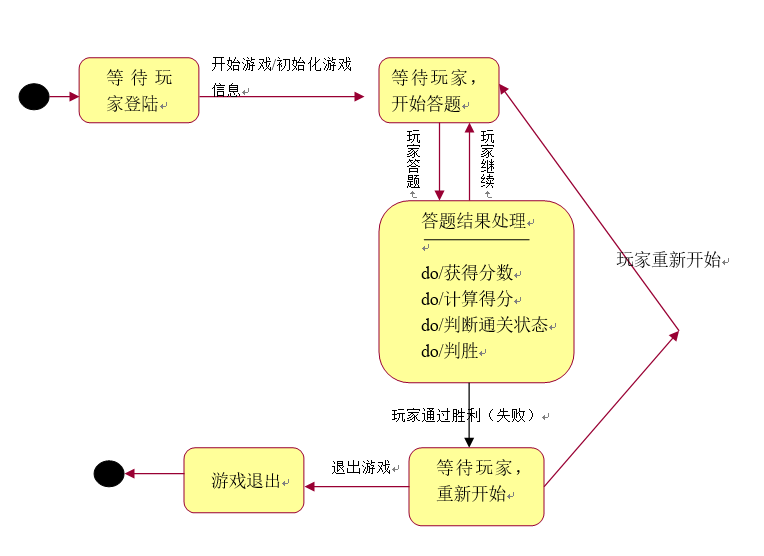 等待玩
家登陆
开始游戏/初始化游戏
信息
等待玩家，
开始答题
玩家答题
玩家继续
答题结果处理
do/获得分数
do/计算得分
do/判断通关状态
do/判胜
玩家重新开始
玩家通过胜利（失败）
退出游戏
游戏退出
等待玩家，
重新开始